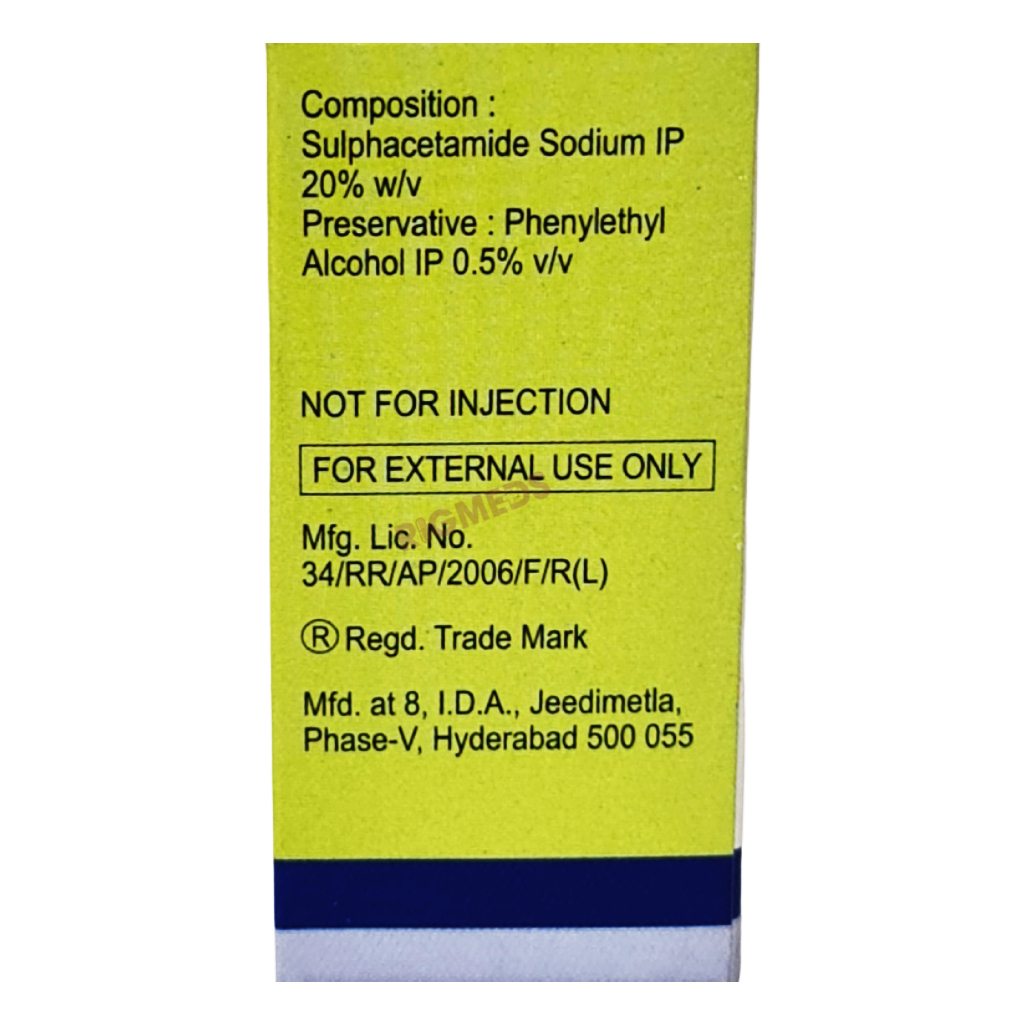 Composition :
Sulphacetamide Sodium IP
20% w/v
Preservative : Phenylethyl
Alcohol IP 0.5% v/v
NOT FOR INJECTION
FOR EXTERNAL USE ONLY
BIGMEDS
Mfg. Lic. No.
34/RR/AP/2006/F/R(L)
® Regd. Trade Mark
Mfd. at 8, I.D.A., Jeedimetla,
Phase-V, Hyderabad 500 055